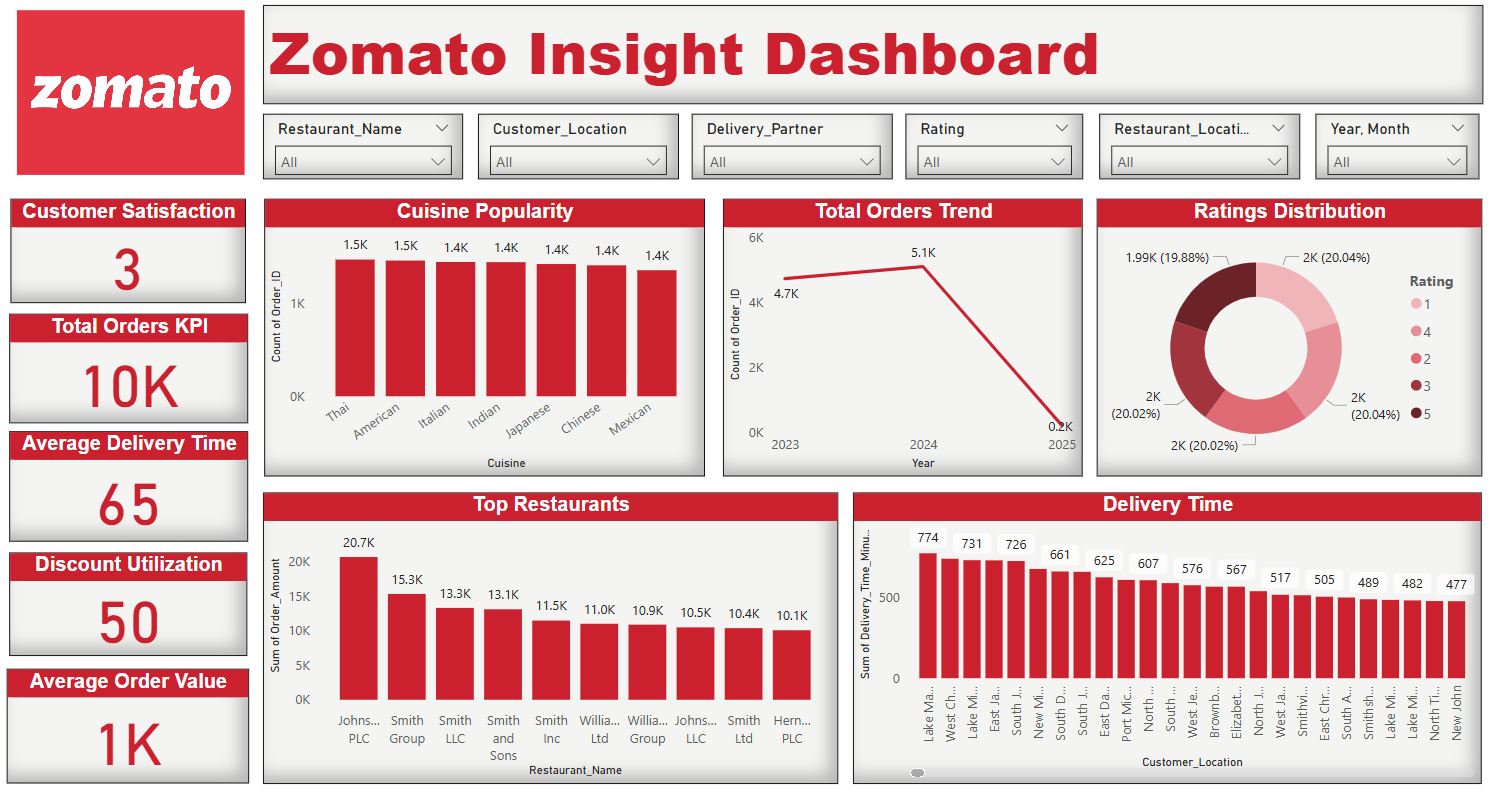 zomato
Zomato Insight Dashboard
Restaurant_Name
All
Customer_Location
All
Delivery_Partner
All
Rating
All
Restaurant_Locati...
All
Year, Month
All
Customer Satisfaction
3
Total Orders KPI
10K
Average Delivery Time
65
Discount Utilization
50
Average Order Value
1K
Cuisine Popularity
Count of Order_ID
1K
0K
1.5K
1.5K
1.4K
1.4K
1.4K
1.4K
1.4K
Thai
American
Italian
Indian
Japanese
Chinese
Mexican
Cuisine
Total Orders Trend
Count of Order_ID
6K
4K
2K
0K
4.7K
5.1K
0.2K
2023
2024
2025
Year
Ratings Distribution
1.99K (19.88%)
2K (20.04%)
2K
(20.04%)
2K (20.02%)
2K
(20.02%)
Rating
1
4
2
3
5
Top Restaurants
Sum of Order_Amount
20K
15K
10K
5K
0K
20.7K
15.3K
13.3K
13.1K
11.5K
11.0K
10.9K
10.5K
10.4K
10.1K
Johns...
PLC
Smith
Group
Smith
LLC
Smith
and
Sons
Smith
Inc
Willia...
Ltd
Willia...
Group
Johns...
LLC
Smith
Ltd
Hern...
PLC
Restaurant_Name
Delivery Time
Sum of Delivery_Time_Minu...
500
0
774
731
726
661
625
607
576
567
517
505
489
482
477
Lake Ma...
West Ch...
Lake Mi...
East Ja...
South J...
New Mi...
South D...
South J...
East Da...
Port Mic...
North ...
South ...
West Je...
Brownb...
Elizabet...
North J...
West Ja...
Smithvi...
East Chr...
South A...
Smithsh...
Lake Mi...
Lake Mi...
North Ti...
New John
Customer_Location